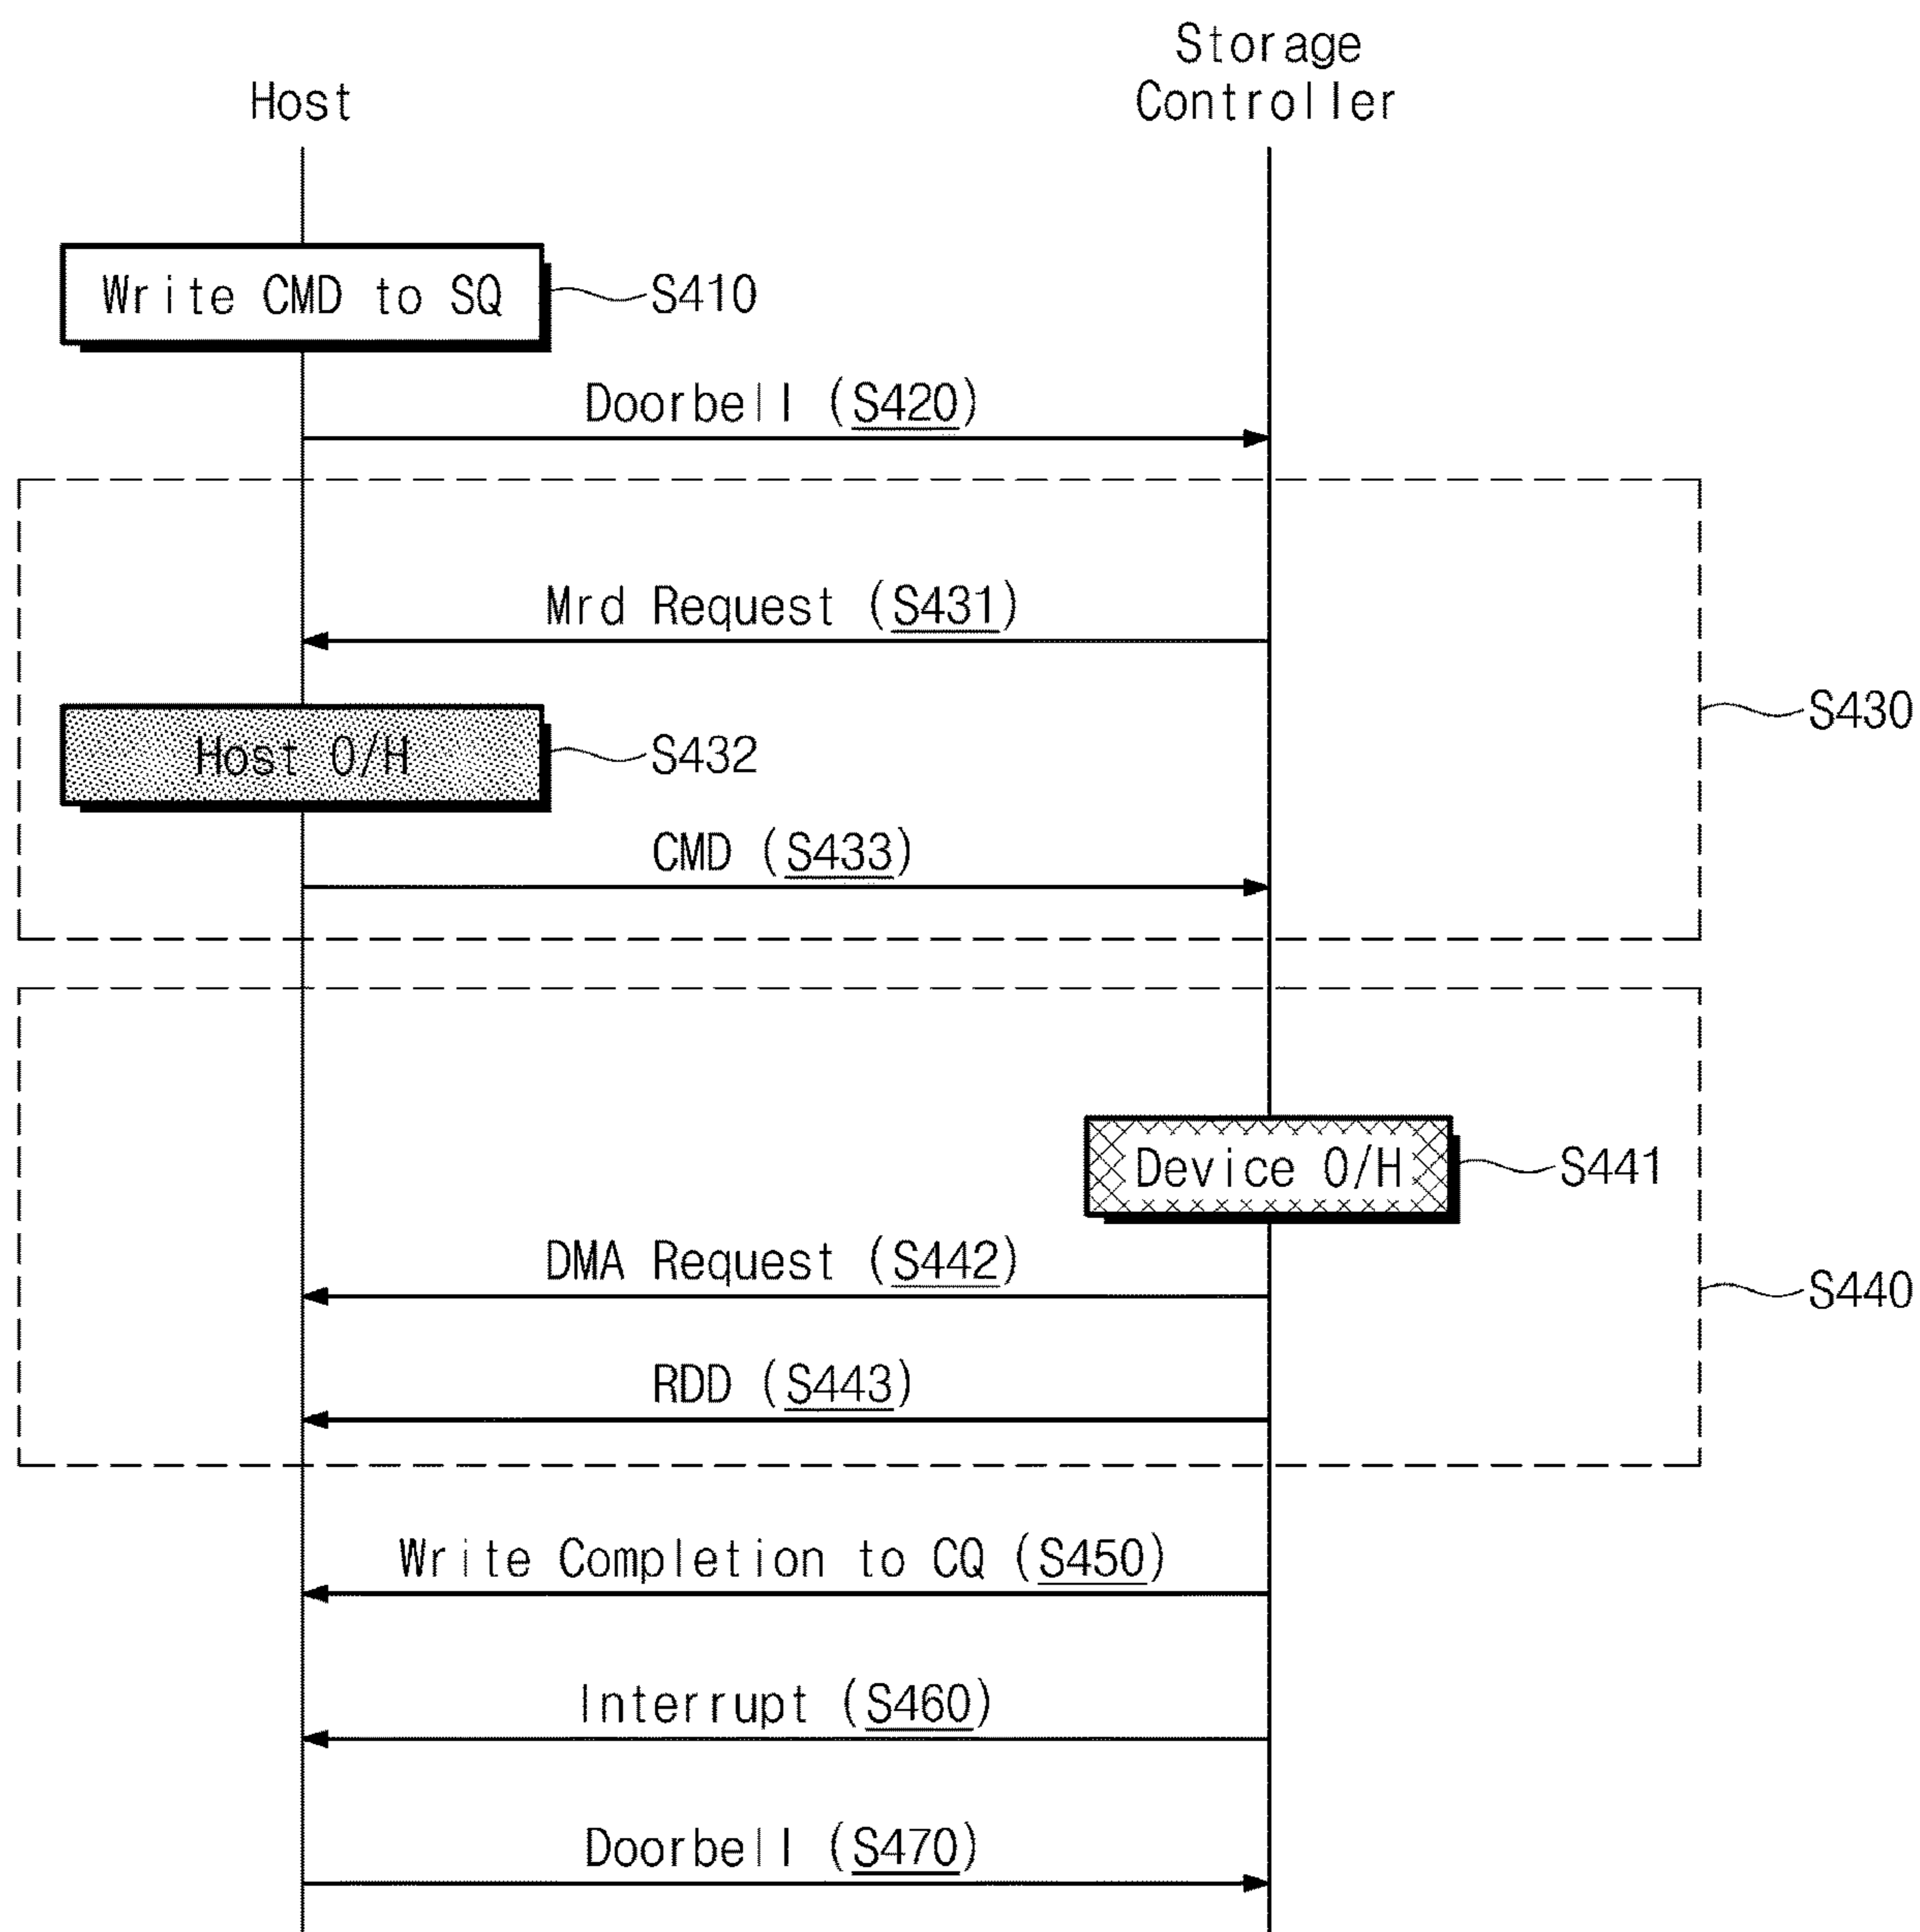 Storage
Host
Controller
Write CMD to SQ
S410
Doorbell (S420)
Mrd Request (S431)
S430
Host O/H
S432
CMD (S433)
Device O/H
S441
DMA Request (S442)
S440
RDD (S443)
Write Completion to CQ (S450)
Interrupt (S460)
Doorbell (S470)